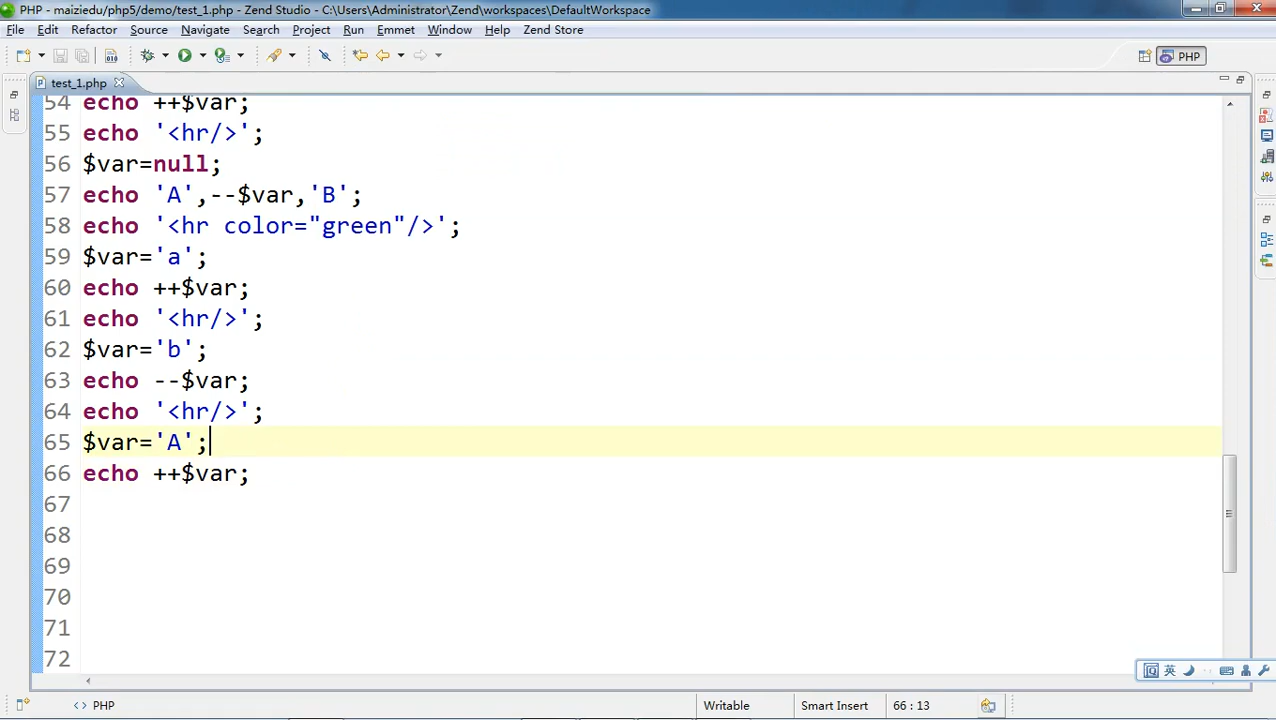 PHP - maiziedu/php5/demo/test_1.php - Zend Studio - C:\Users\Administrator\Zend\workspaces\DefaultWorkspace
File Edit Refactor Source Navigate Search Project Run Emmet Window Help Zend Store
PHP
test_1.php
54 echo ++$var;
55 echo '<hr/>';
56 $var=null;
57 echo 'A',--$var,'B';
58 echo '<hr color="green"/>';
59 $var='a';
60 echo ++$var;
61 echo '<hr/>';
62 $var='b';
63 echo --$var;
64 echo '<hr/>';
65 $var='A';
66 echo ++$var;
67
68
69
70
71
72
英
PHP Writable Smart Insert 66 : 13